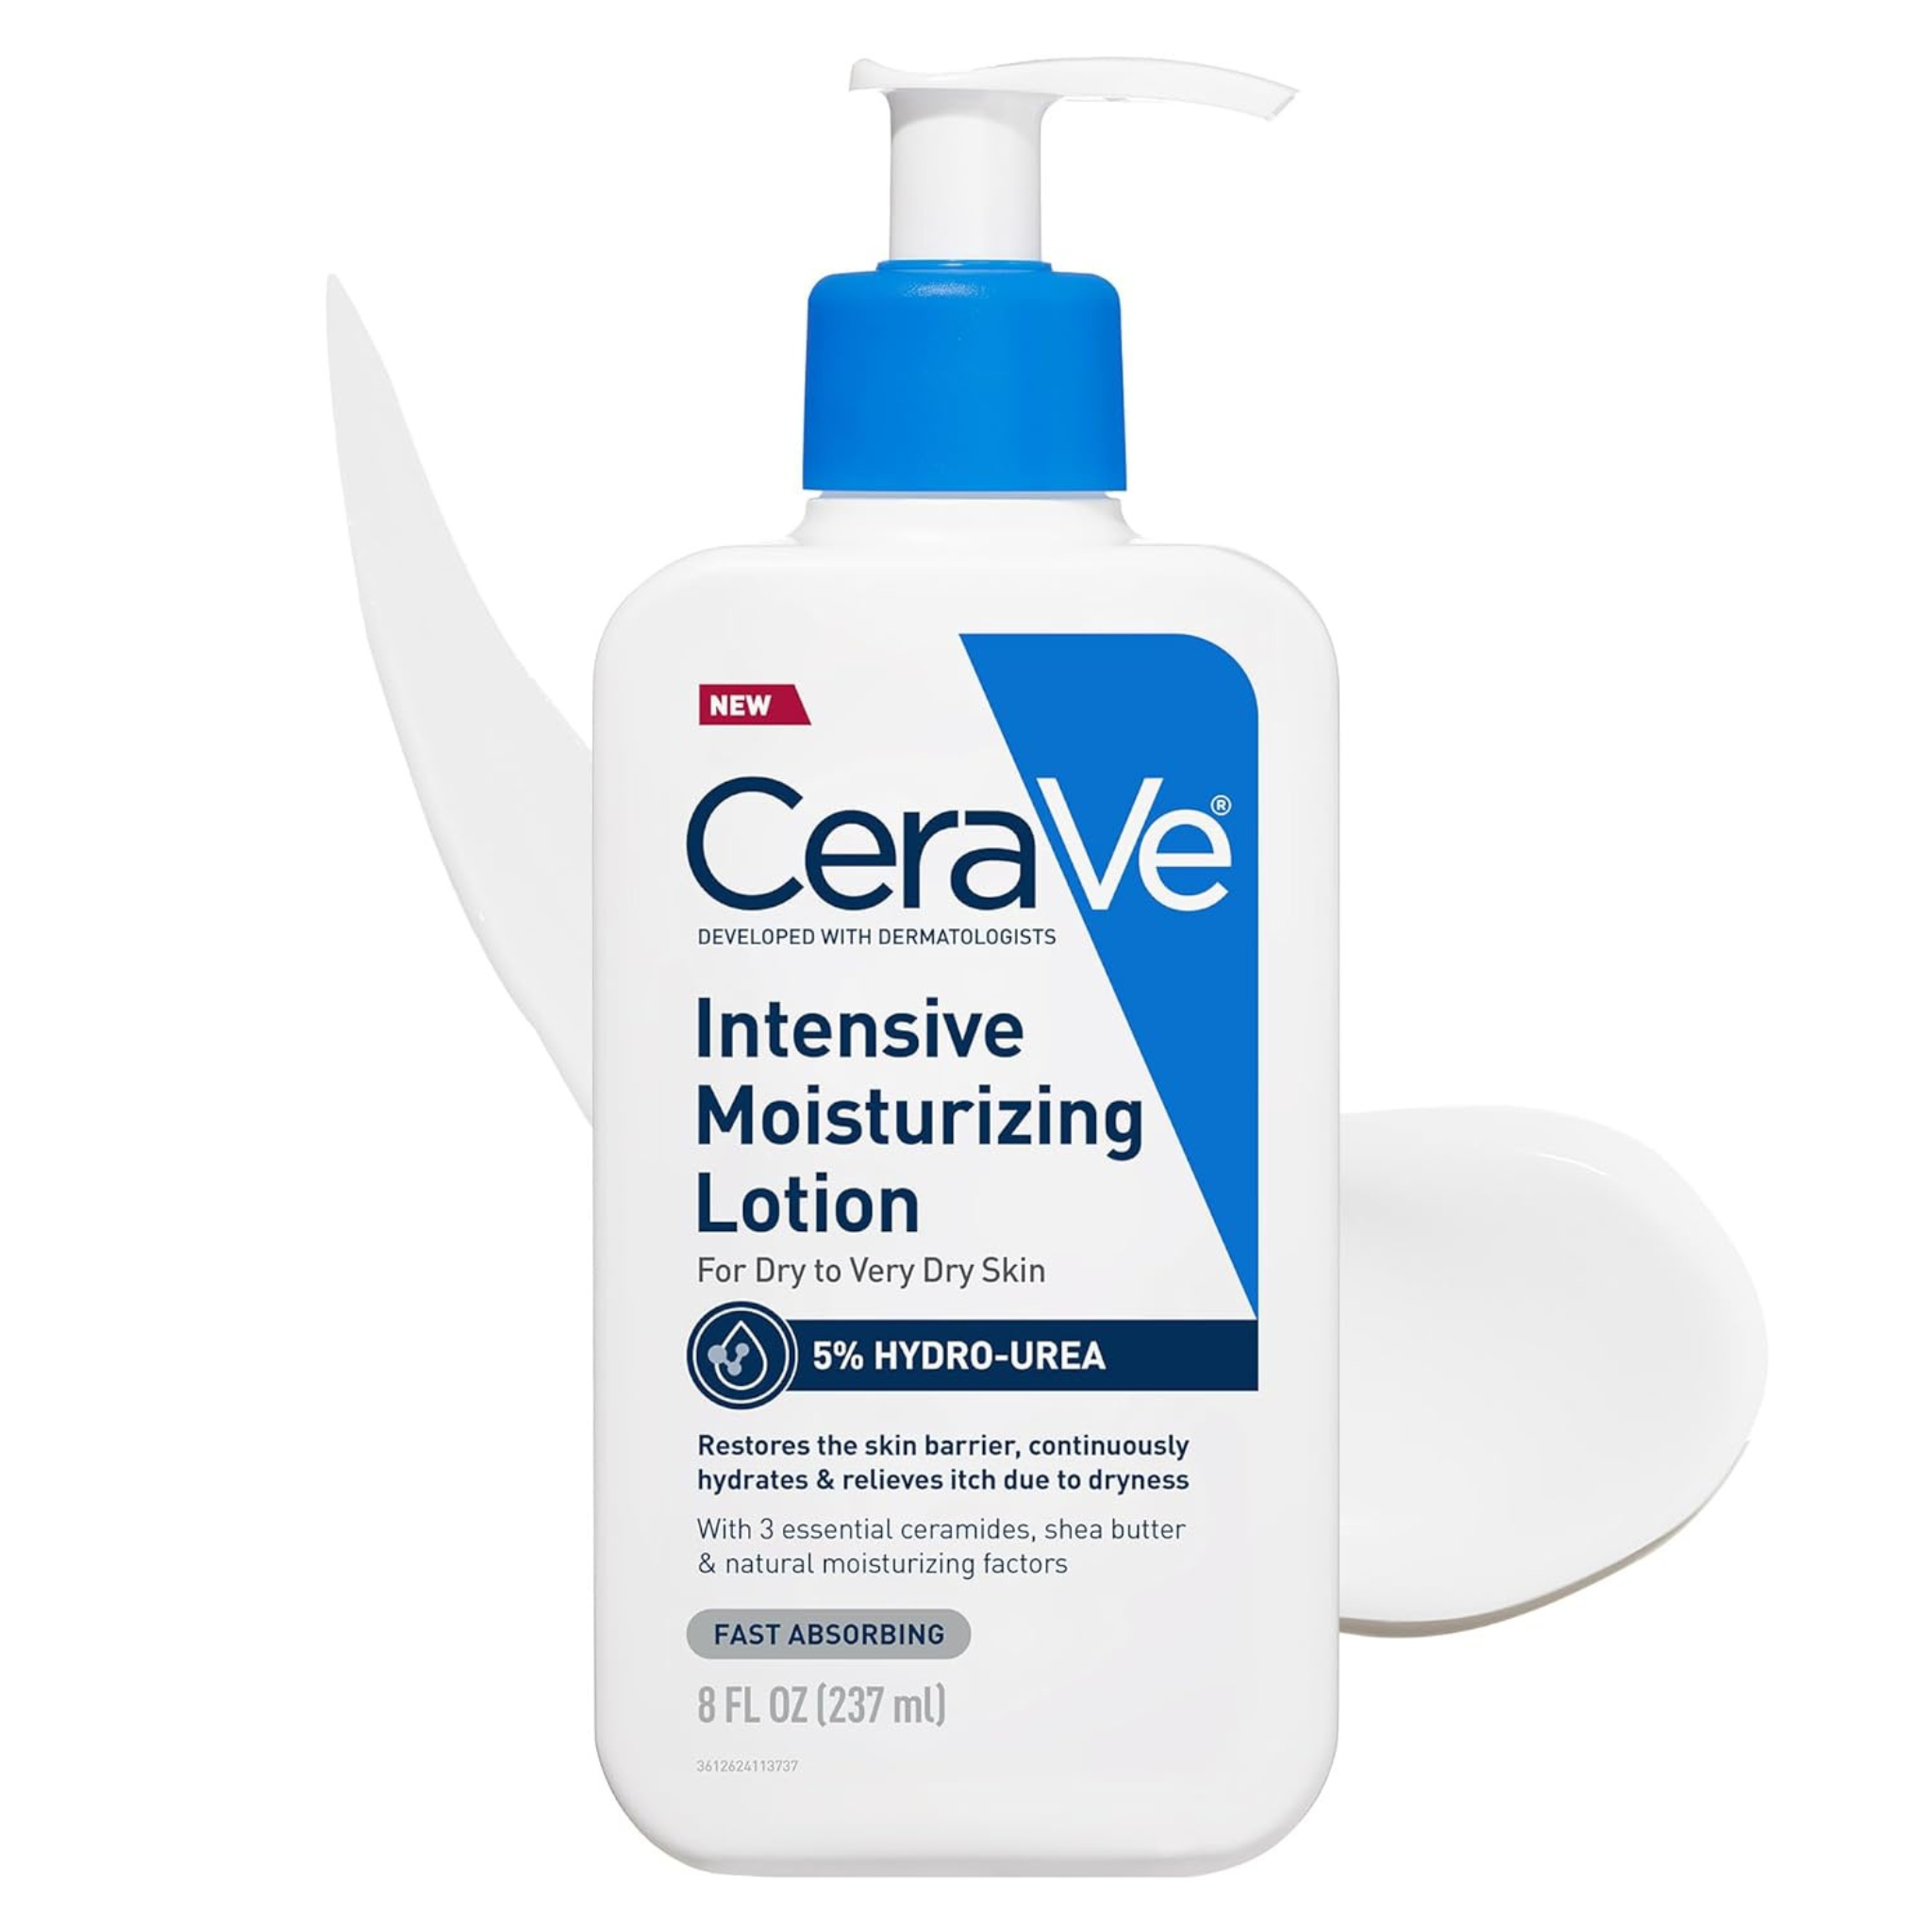 NEW
CeraVe®
DEVELOPED WITH DERMATOLOGISTS
Intensive
Moisturizing
Lotion
For Dry to Very Dry Skin
5% HYDRO-UREA
Restores the skin barrier, continuously
hydrates & relieves itch due to dryness
With 3 essential ceramides, shea butter
& natural moisturizing factors
FAST ABSORBING
8 FL OZ (237 ml)
3612624113737